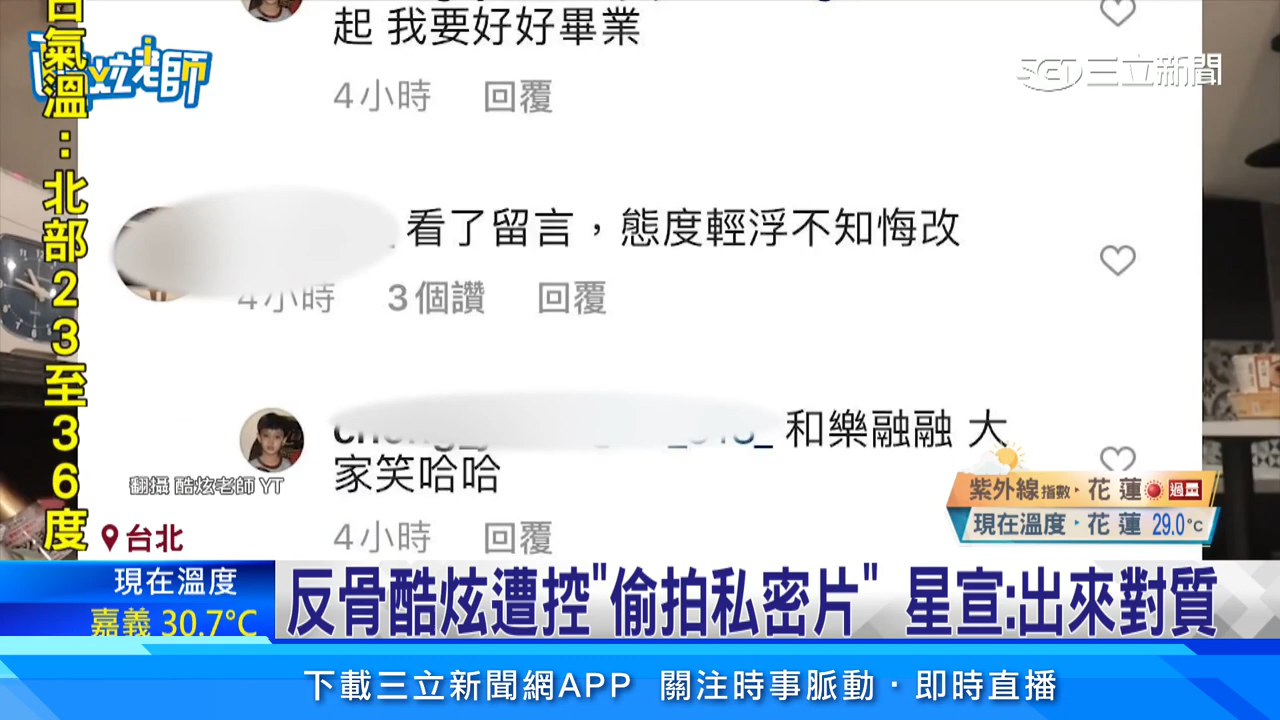 起 我要好好畢業
4小時 回覆
老師
SET三立新聞
氣溫：北部23至36度
看了留言，態度輕浮不知悔改
4小時 3個讚 回覆
和樂融融 大
家笑哈哈
4小時 回覆
翻攝 酷炫老師 YT
台北
紫外線指數 花蓮 過量
現在溫度 花蓮 29.0°C
現在溫度
嘉義 30.7°C
反骨酷炫遭控"偷拍私密片" 星宣:出來對質
下載三立新聞網APP 關注時事脈動·即時直播